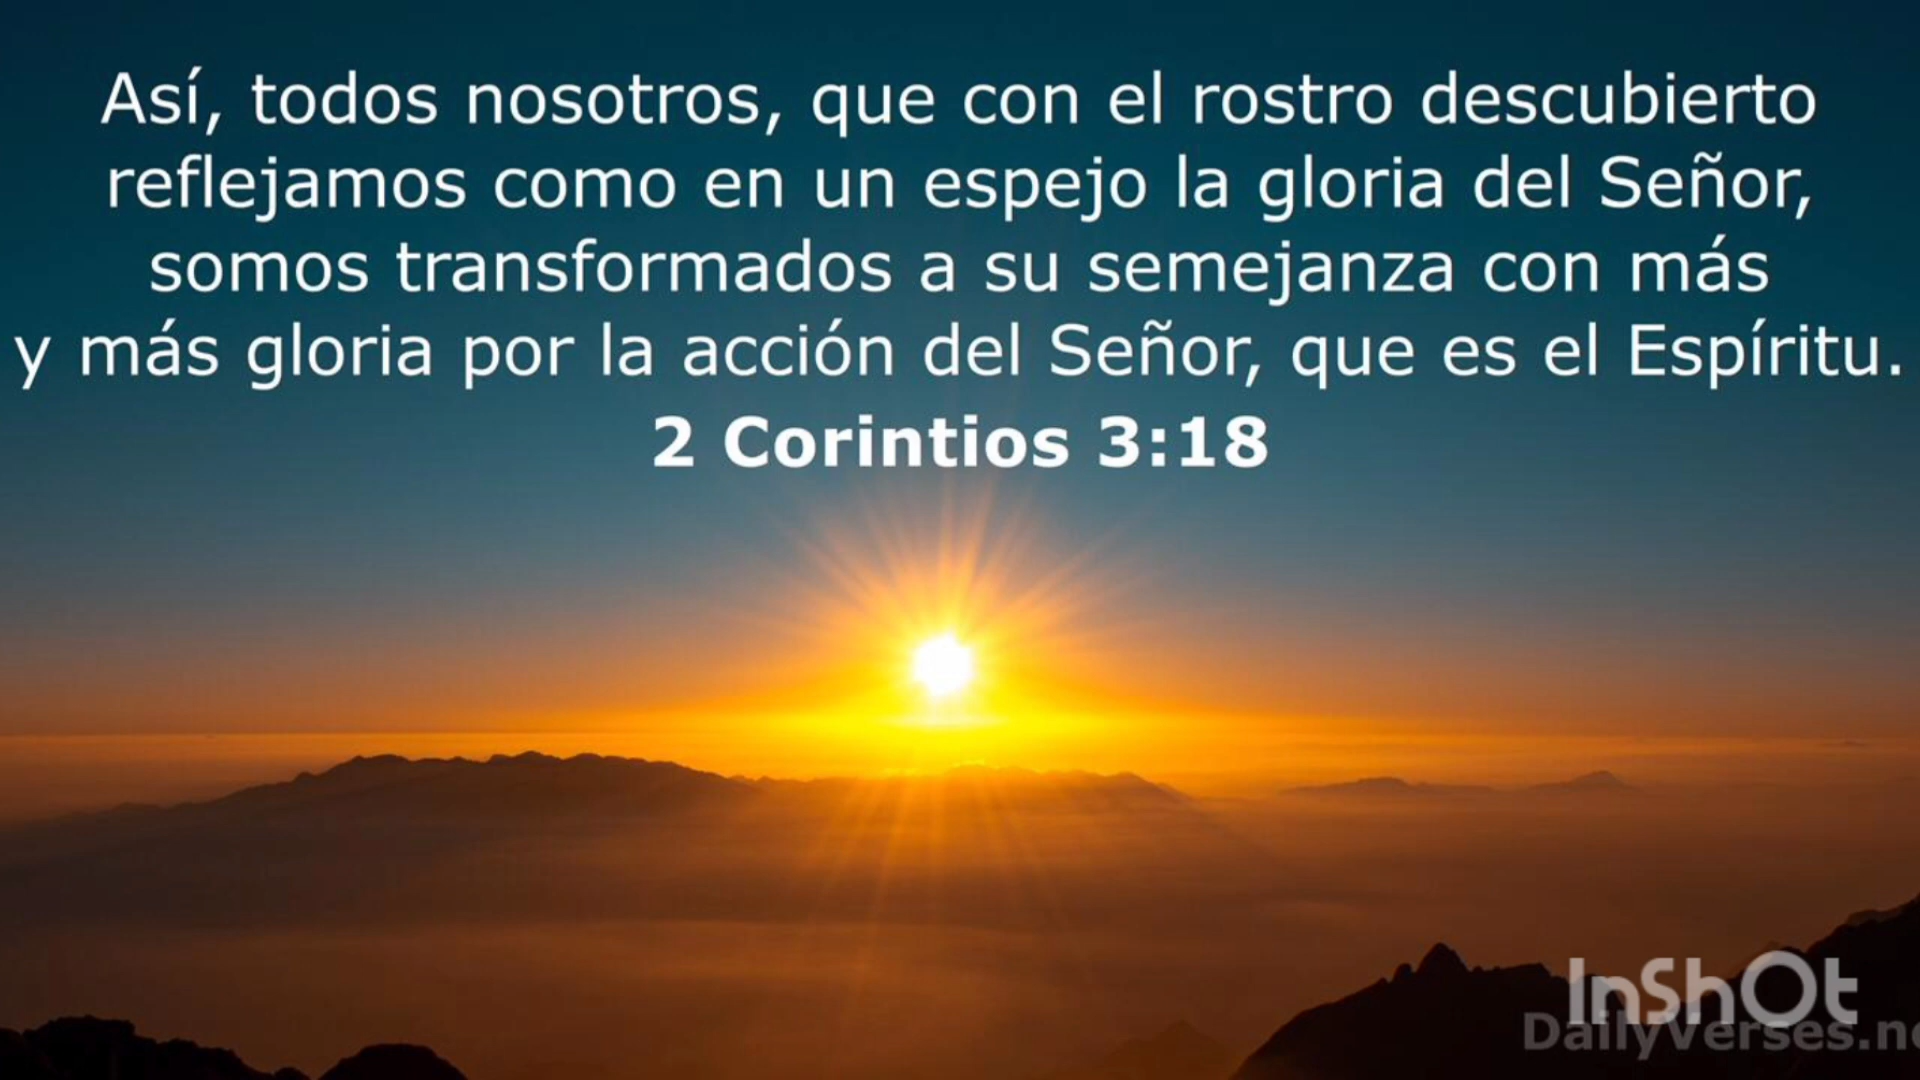 Así, todos nosotros, que con el rostro descubierto
reflejamos como en un espejo la gloria del Señor,
somos transformados a su semejanza con más
y más gloria por la acción del Señor, que es el Espíritu.
2 Corintios 3:18
InShOt
DailyVerses.ne